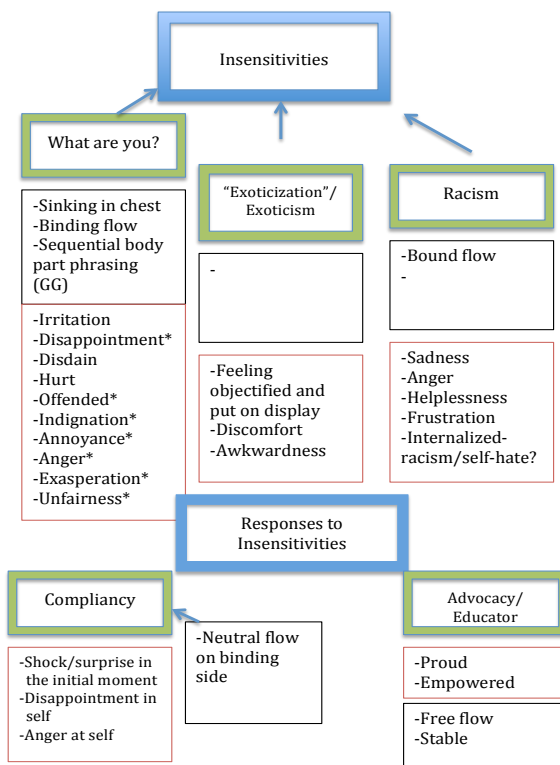 Insensitivities
What are you?
-Sinking in chest
-Binding flow
-Sequential body
part phrasing
(GG)
-Irritation
-Disappointment*
-Disdain
-Hurt
-Offended*
-Indignation*
-Annoyance*
-Anger*
-Exasperation*
-Unfairness*
“Exoticization”/
Exoticism
-
-Feeling
objectified and
put on display
-Discomfort
-Awkwardness
Racism
-Bound flow
-
-Sadness
-Anger
-Helplessness
-Frustration
-Internalized-
racism/self-hate?
Responses to
Insensitivities
Compliancy
-Shock/surprise in
the initial moment
-Disappointment in
self
-Anger at self
-Neutral flow
on binding
side
Advocacy/
Educator
-Proud
-Empowered
-Free flow
-Stable